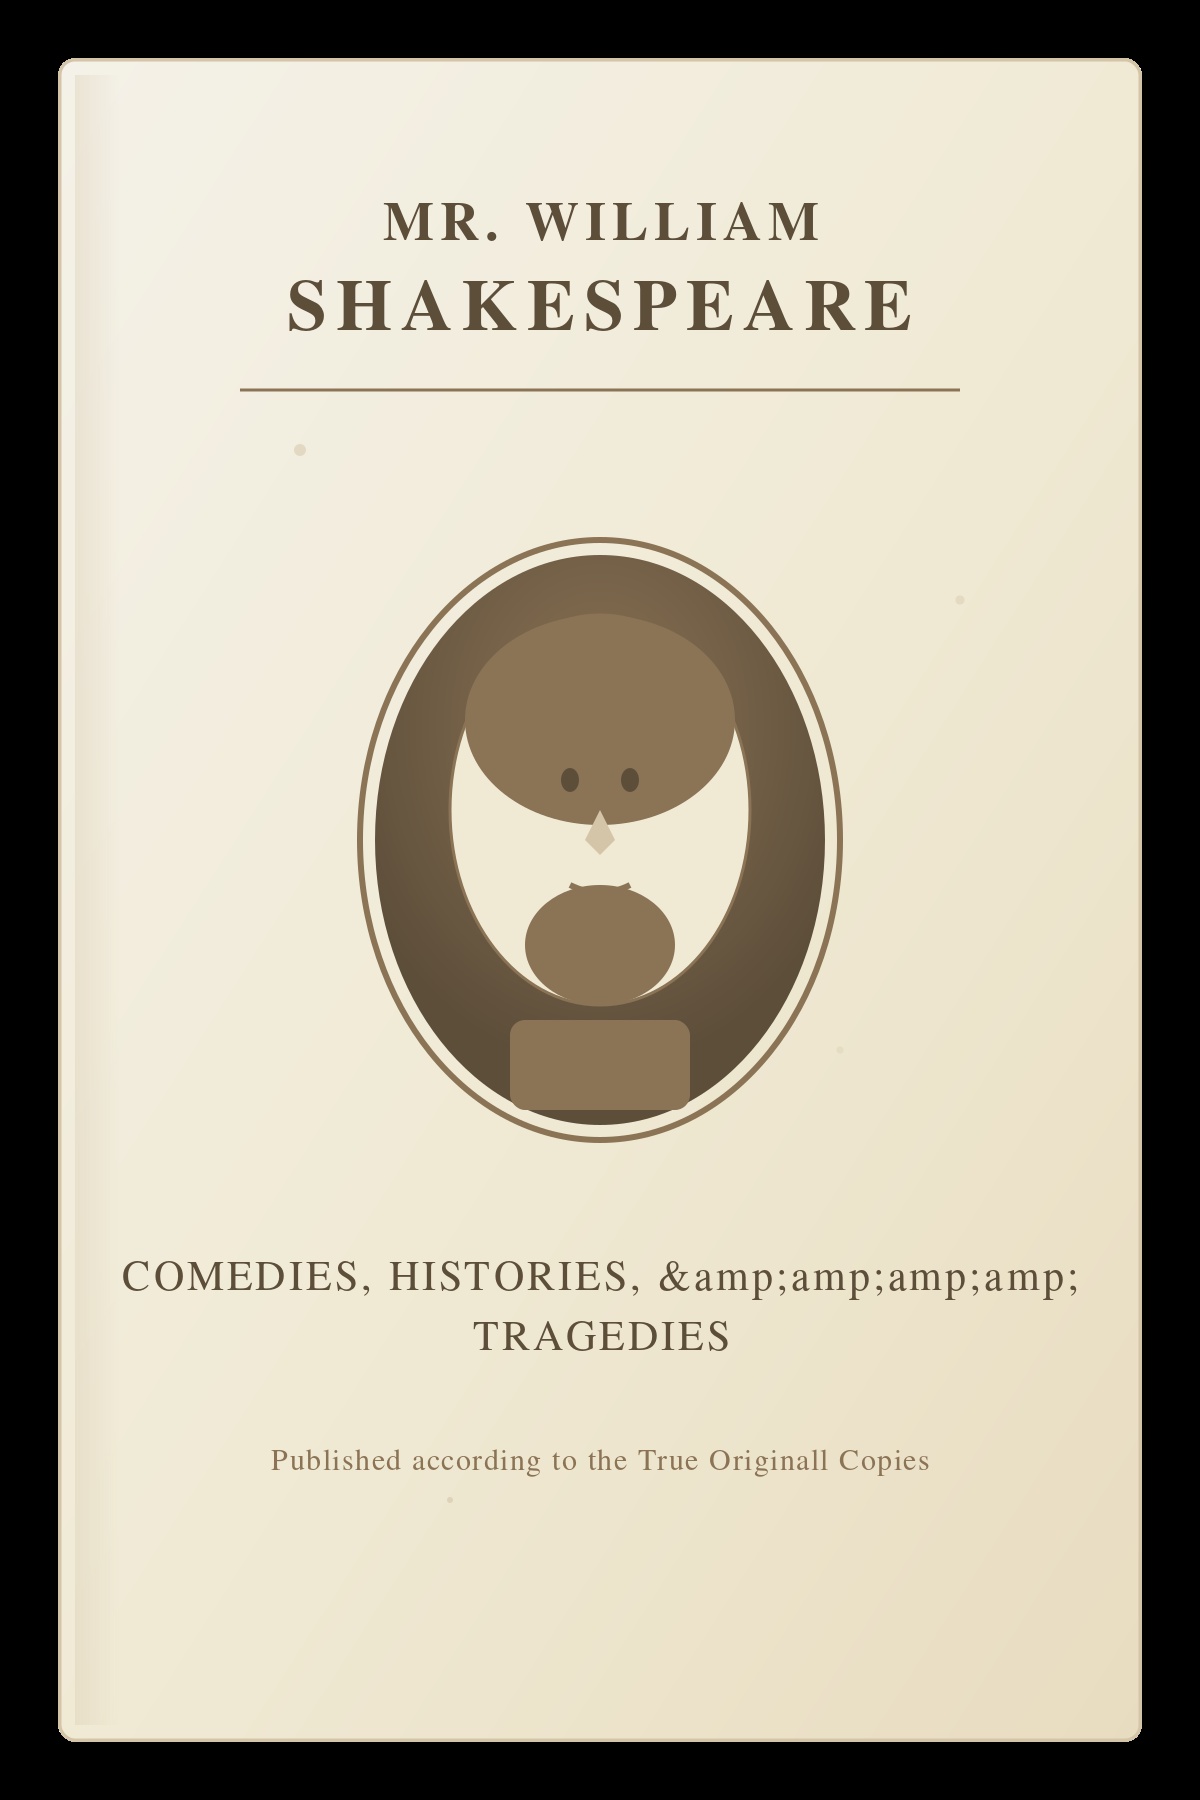 MR. WILLIAM
SHAKESPEARE
COMEDIES, HISTORIES, &amp;amp;amp;amp;
TRAGEDIES
Published according to the True Originall Copies